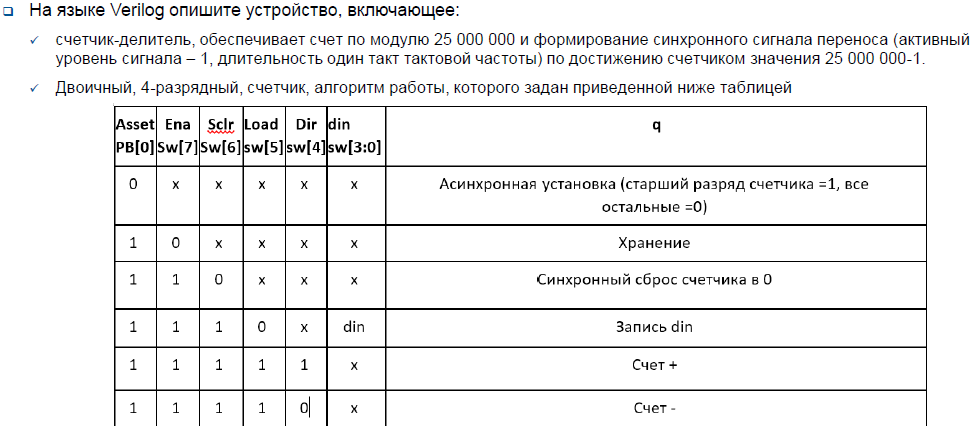 На языке Verilog опишите устройство, включающее:
счетчик-делитель, обеспечивает счет по модулю 25 000 000 и формирование синхронного сигнала переноса (активный
уровень сигнала – 1, длительность один такт тактовой частоты) по достижению счетчиком значения 25 000 000-1.
Двоичный, 4-разрядный, счетчик, алгоритм работы, которого задан приведенной ниже таблицей
Asset Ena Sclr Load Dir din q
PB[0] Sw[7] Sw[6] sw[5] sw[4] sw[3:0]
0 x x x x x Асинхронная установка (старший разряд счетчика =1, все
остальные =0)
1 0 x x x x Хранение
1 1 0 x x x Синхронный сброс счетчика в 0
1 1 1 0 x din Запись din
1 1 1 1 1 x Счет +
1 1 1 1 0 x Счет -